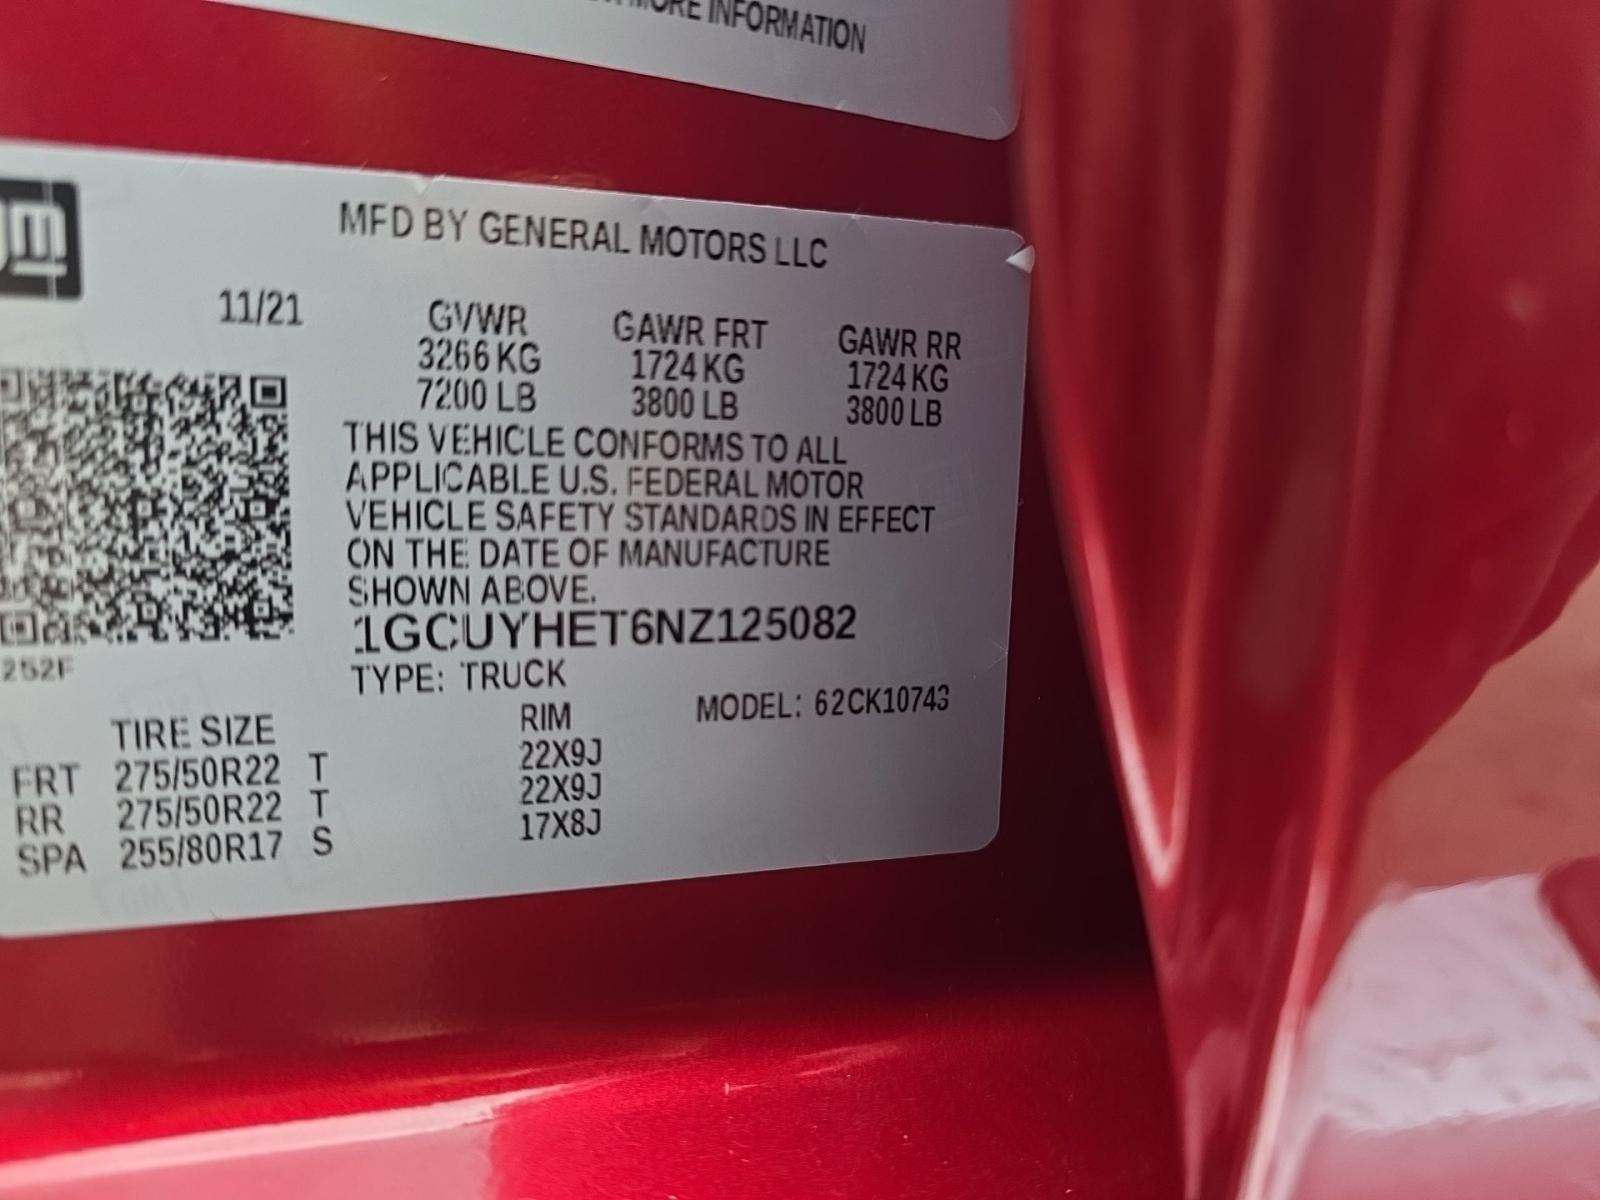 MORE INFORMATION
gm
MFD BY GENERAL MOTORS LLC
11/21 GVWR GAWR FRT GAWR RR
3266 KG 1724 KG 1724 KG
7200 LB 3800 LB 3800 LB
THIS VEHICLE CONFORMS TO ALL
APPLICABLE U.S. FEDERAL MOTOR
VEHICLE SAFETY STANDARDS IN EFFECT
ON THE DATE OF MANUFACTURE
SHOWN ABOVE.
1GCUYHET6NZ125082
252F
TYPE: TRUCK
MODEL: 62CK10743
TIRE SIZE RIM
FRT 275/50R22 T 22X9J
RR 275/50R22 T 22X9J
SPA 255/80R17 S 17X8J